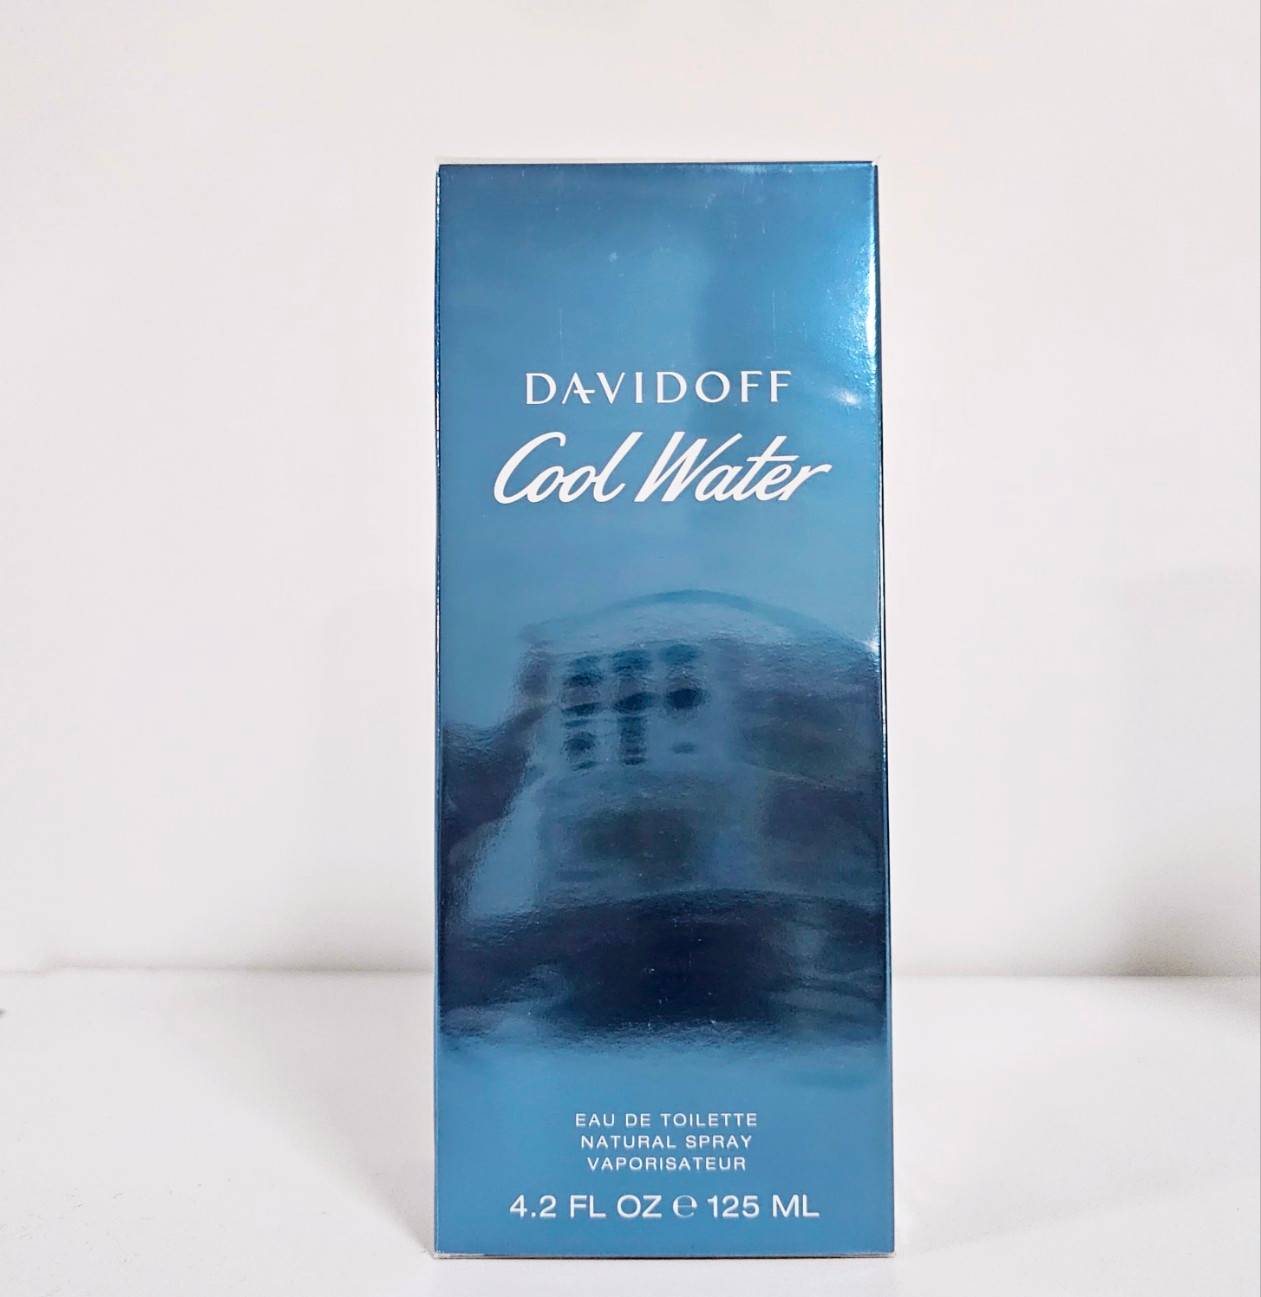 DAVIDOFF
Cool Water
EAU DE TOILETTE
NATURAL SPRAY
VAPORISATEUR
4.2 FL OZ ℮ 125 ML